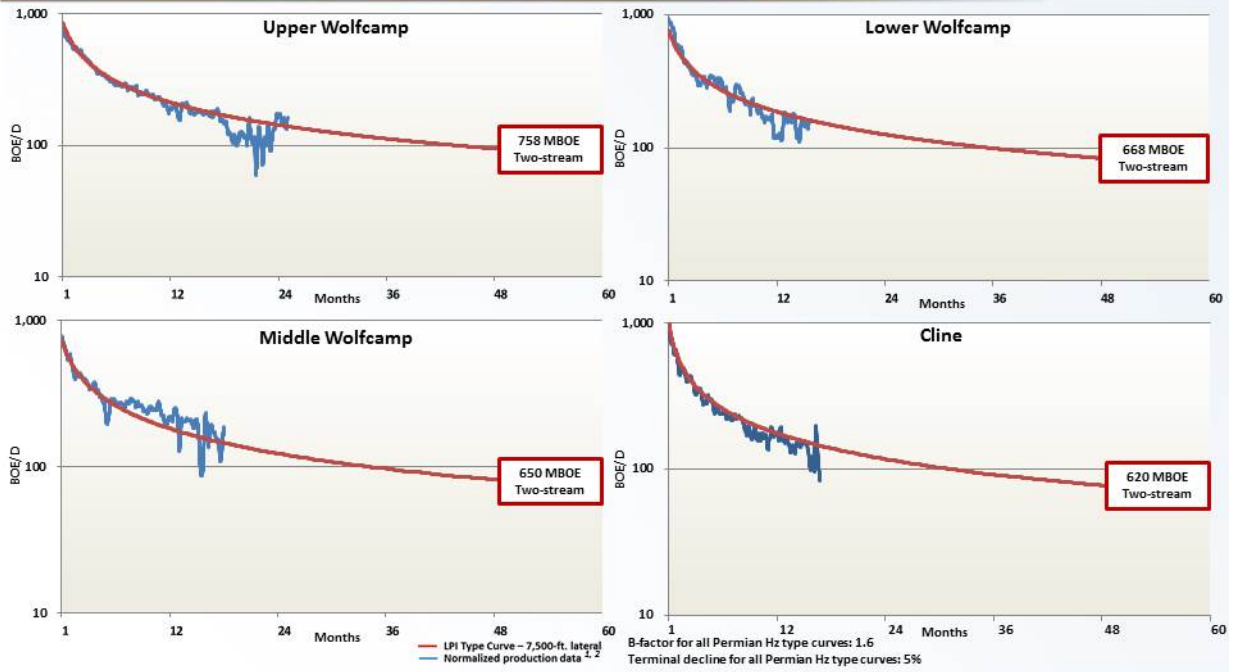 Upper Wolfcamp
1,000
100
10
BOE/D
1 12 24 36 48 60
Months
758 MBOE
Two-stream
Lower Wolfcamp
1,000
100
10
BOE/D
1 12 24 36 48 60
Months
668 MBOE
Two-stream
Middle Wolfcamp
1,000
100
10
BOE/D
1 12 24 36 48 60
Months
650 MBOE
Two-stream
Cline
1,000
100
10
BOE/D
1 12 24 36 48 60
Months
620 MBOE
Two-stream
LPI Type Curve – 7,500-ft. lateral
Normalized production data 1, 2
B-factor for all Permian Hz type curves: 1.6
Terminal decline for all Permian Hz type curves: 5%